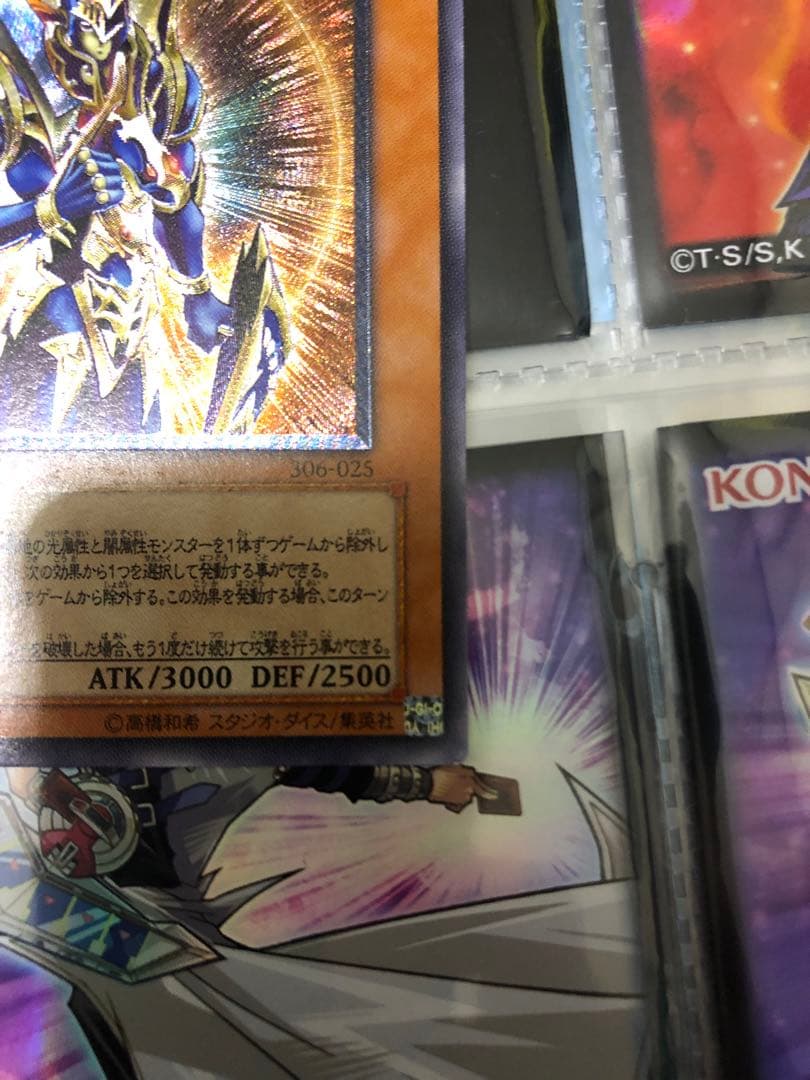 ©T·S/S,K
306-025
KON
の光属性と闇属性モンスターを1体ずつゲームから除外し
次の効果から1つを選択して発動する事ができる。
をゲームから除外する。この効果を発動する場合、このターン
を破壊した場合、もう1度だけ続けて攻撃を行う事ができる。
ATK/3000 DEF/2500
©高橋和希 スタジオ・ダイス/集英社